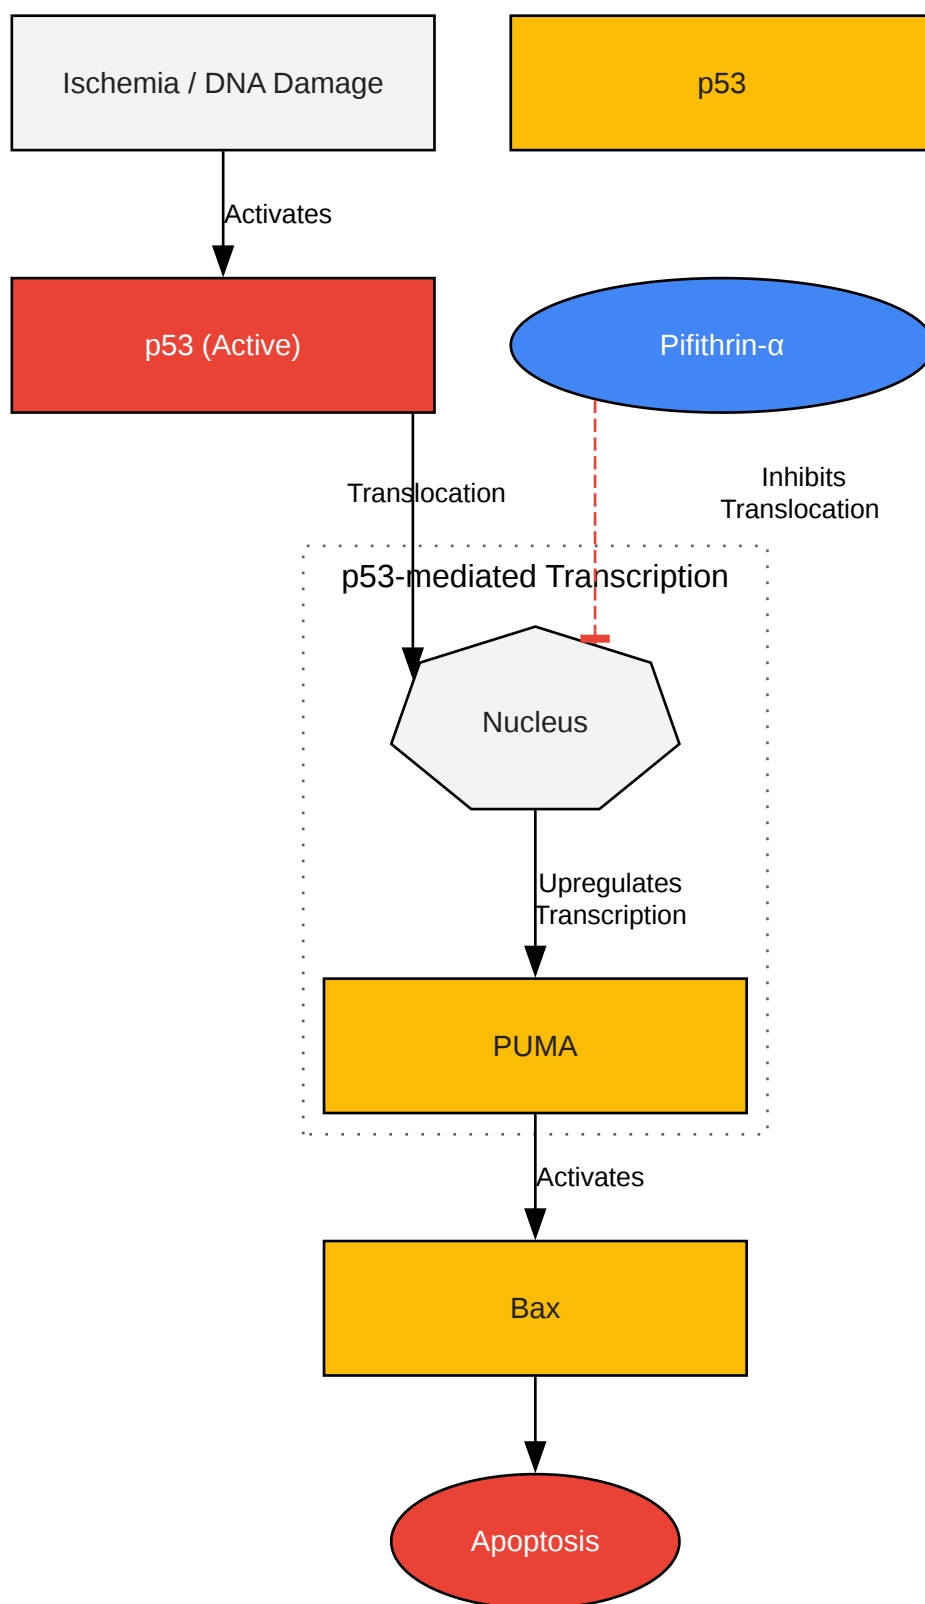 Ischemia / DNA Damage
p53
Activates
p53 (Active)
Pifithrin-α
Translocation
Inhibits
Translocation
p53-mediated Transcription
Nucleus
Upregulates
Transcription
PUMA
Activates
Bax
Apoptosis